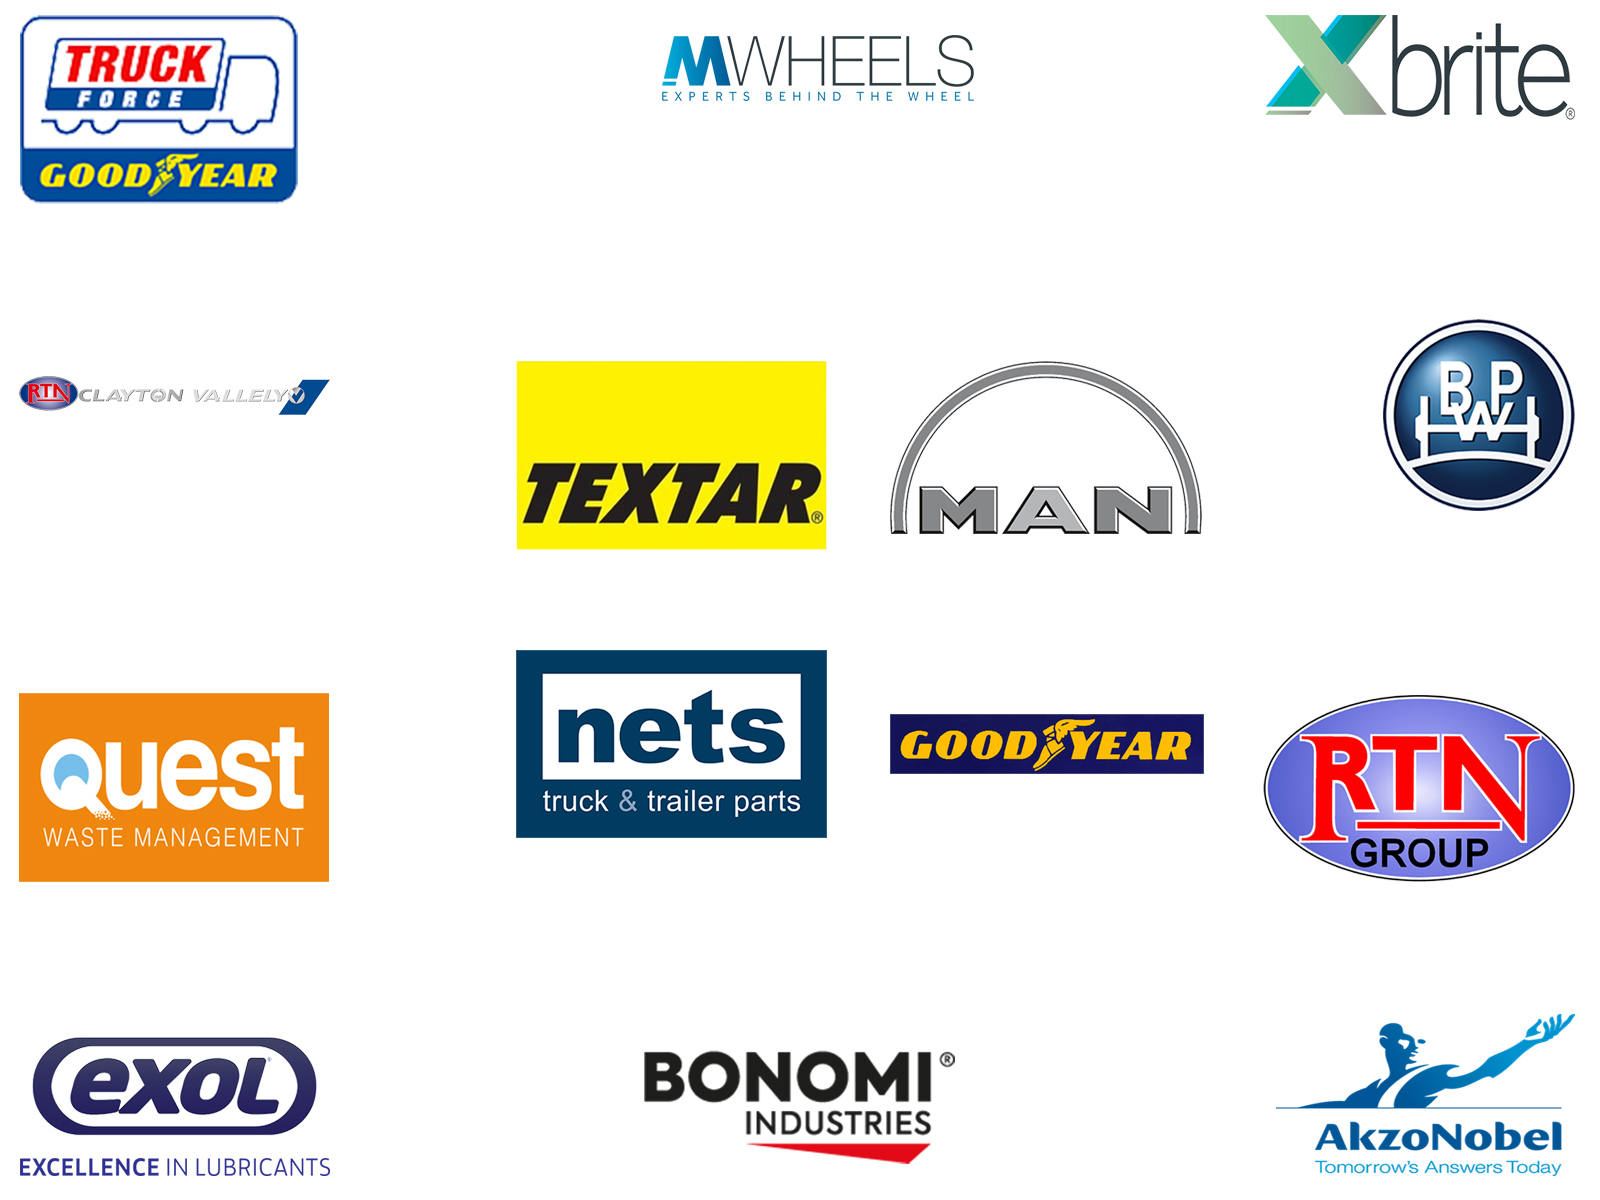 TRUCK
FORCE
GOODYEAR
MWHEELS
EXPERTS BEHIND THE WHEEL
Xbrite®
RTN CLAYTON VALLELY
TEXTAR®
MAN
BPW
Quest
WASTE MANAGEMENT
nets
truck & trailer parts
GOODYEAR
RTN
GROUP
exol®
EXCELLENCE IN LUBRICANTS
BONOMI®
INDUSTRIES
AkzoNobel
Tomorrow's Answers Today